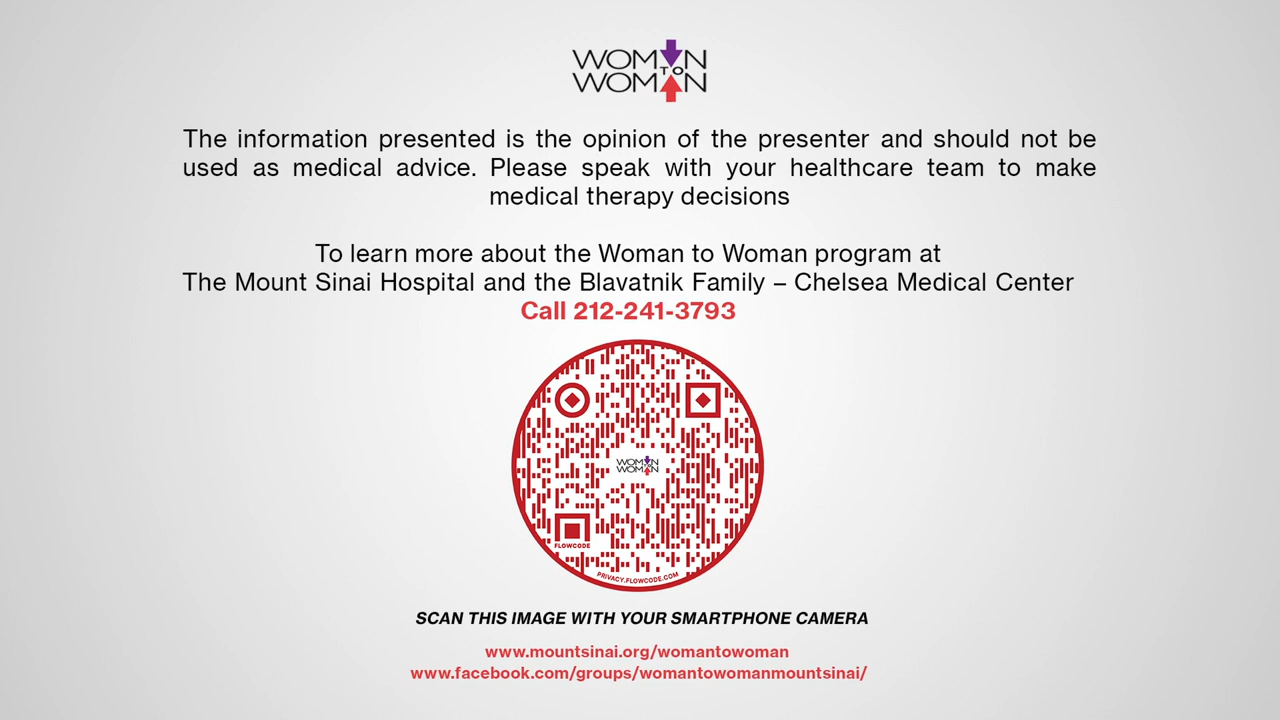 WOMAN
TO
WOMAN
The information presented is the opinion of the presenter and should not be
used as medical advice. Please speak with your healthcare team to make
medical therapy decisions
To learn more about the Woman to Woman program at
The Mount Sinai Hospital and the Blavatnik Family – Chelsea Medical Center
Call 212-241-3793
WOMAN
TO
WOMAN
FLOWCODE
PRIVACY.FLOWCODE.COM
SCAN THIS IMAGE WITH YOUR SMARTPHONE CAMERA
www.mountsinai.org/womantowoman
www.facebook.com/groups/womantowomanmountsinai/